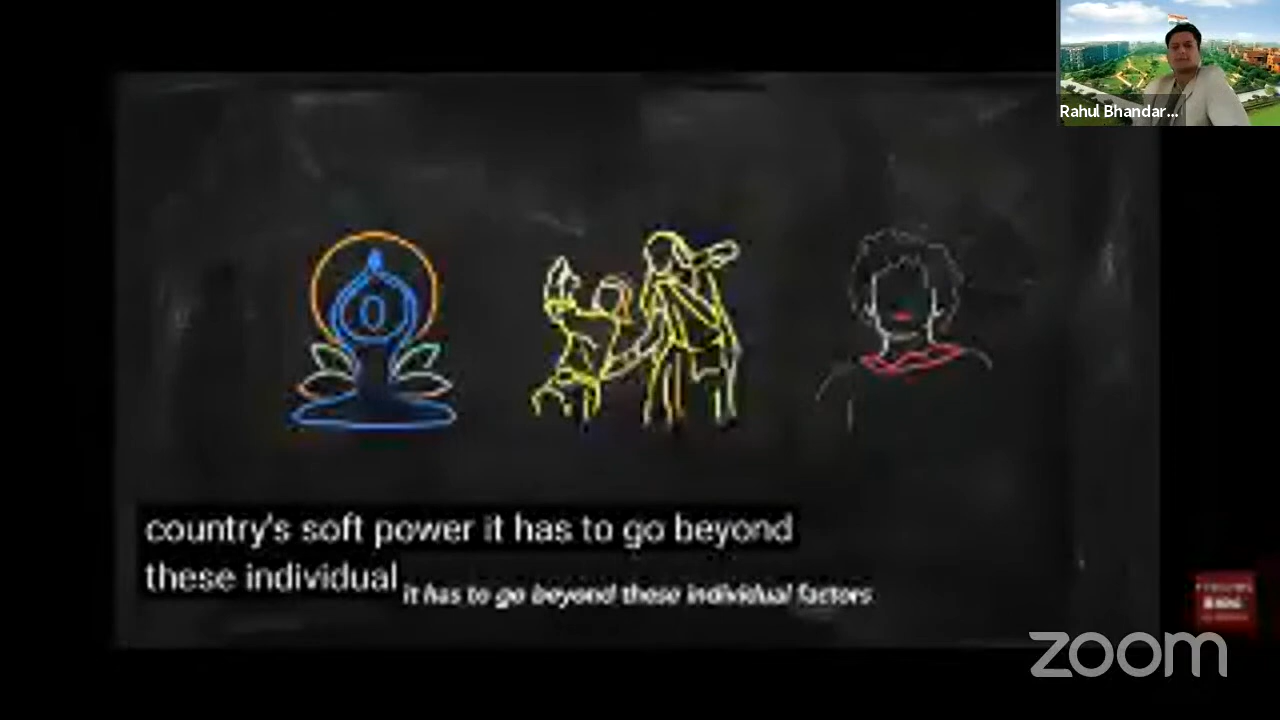 Rahul Bhandar...
country's soft power it has to go beyond
these individual
it has to go beyond these individual factors
zoom